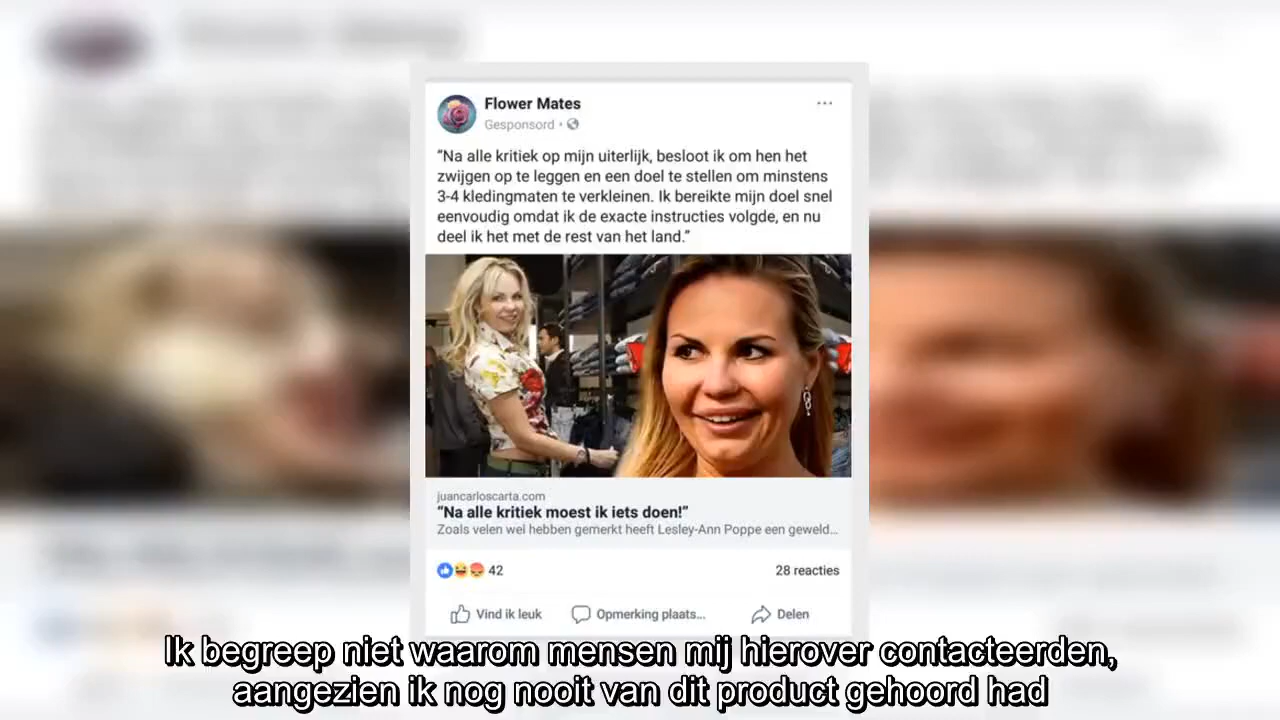 Flower Mates
Gesponsord •
“Na alle kritiek op mijn uiterlijk, besloot ik om hen het
zwijgen op te leggen en een doel te stellen om minstens
3-4 kledingmaten te verkleinen. Ik bereikte mijn doel snel
eenvoudig omdat ik de exacte instructies volgde, en nu
deel ik het met de rest van het land.”
juancarloscarta.com
“Na alle kritiek moest ik iets doen!”
Zoals velen wel hebben gemerkt heeft Lesley-Ann Poppe een geweld...
42
28 reacties
Vind ik leuk
Opmerking plaats...
Delen
Ik begreep niet waarom mensen mij hierover contacteerden,
aangezien ik nog nooit van dit product gehoord had